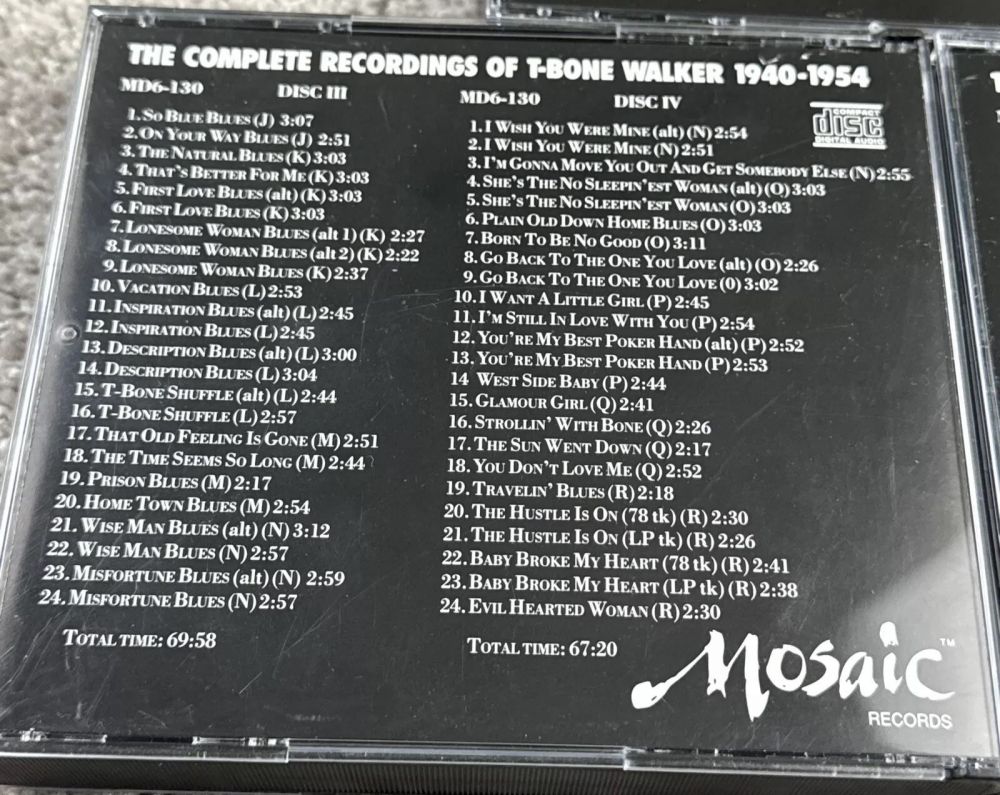 THE COMPLETE RECORDINGS OF T-BONE WALKER 1940-1954
MD6-130 DISC III
1. SO BLUE BLUES (J) 3:07
2. ON YOUR WAY BLUES (J) 2:51
3. THE NATURAL BLUES (K) 3:03
4. THAT'S BETTER FOR ME (K) 3:03
5. FIRST LOVE BLUES (alt) (K) 3:03
6. FIRST LOVE BLUES (K) 3:03
7. LONESOME WOMAN BLUES (alt 1) (K) 2:27
8. LONESOME WOMAN BLUES (alt 2) (K) 2:22
9. LONESOME WOMAN BLUES (K) 2:37
10. VACATION BLUES (L) 2:53
11. INSPIRATION BLUES (alt) (L) 2:45
12. INSPIRATION BLUES (L) 2:45
13. DESCRIPTION BLUES (alt) (L) 3:00
14. DESCRIPTION BLUES (L) 3:04
15. T-BONE SHUFFLE (alt) (L) 2:44
16. T-BONE SHUFFLE (L) 2:57
17. THAT OLD FEELING IS GONE (M) 2:51
18. THE TIME SEEMS SO LONG (M) 2:44
19. PRISON BLUES (M) 2:17
20. HOME TOWN BLUES (M) 2:54
21. WISE MAN BLUES (alt) (N) 3:12
22. WISE MAN BLUES (N) 2:57
23. MISFORTUNE BLUES (alt) (N) 2:59
24. MISFORTUNE BLUES (N) 2:57
TOTAL TIME: 69:58
MD6-130 DISC IV
1. I WISH YOU WERE MINE (alt) (N) 2:54
2. I WISH YOU WERE MINE (N) 2:51
3. I'M GONNA MOVE YOU OUT AND GET SOMEBODY ELSE (N) 2:55
4. SHE'S THE NO SLEEPIN'EST WOMAN (alt) (O) 3:03
5. SHE'S THE NO SLEEPIN'EST WOMAN (O) 3:03
6. PLAIN OLD DOWN HOME BLUES (O) 3:03
7. BORN TO BE NO GOOD (O) 3:11
8. GO BACK TO THE ONE YOU LOVE (alt) (O) 2:26
9. GO BACK TO THE ONE YOU LOVE (0) 3:02
10. I WANT A LITTLE GIRL (P) 2:45
11. I'M STILL IN LOVE WITH YOU (P) 2:54
12. YOU'RE MY BEST POKER HAND (alt) (P) 2:52
13. YOU'RE MY BEST POKER HAND (P) 2:53
14 WEST SIDE BABY (P) 2:44
15. GLAMOUR GIRL (Q) 2:41
16. STROLLIN' WITH BONE (Q) 2:26
17. THE SUN WENT DOWN (Q) 2:17
18. YOU DON'T LOVE ME (Q) 2:52
19. TRAVELIN' BLUES (R) 2:18
20. THE HUSTLE IS ON (78 tk) (R) 2:30
21. THE HUSTLE IS ON (LP tk) (R) 2:26
22. BABY BROKE MY HEART (78 tk) (R) 2:41
23. BABY BROKE MY HEART (LP tk) (R) 2:38
24. EVIL HEARTED WOMAN (R) 2:30
TOTAL TIME: 67:20
COMPACT
disc
DIGITAL AUDIO
Mosaic™
RECORDS